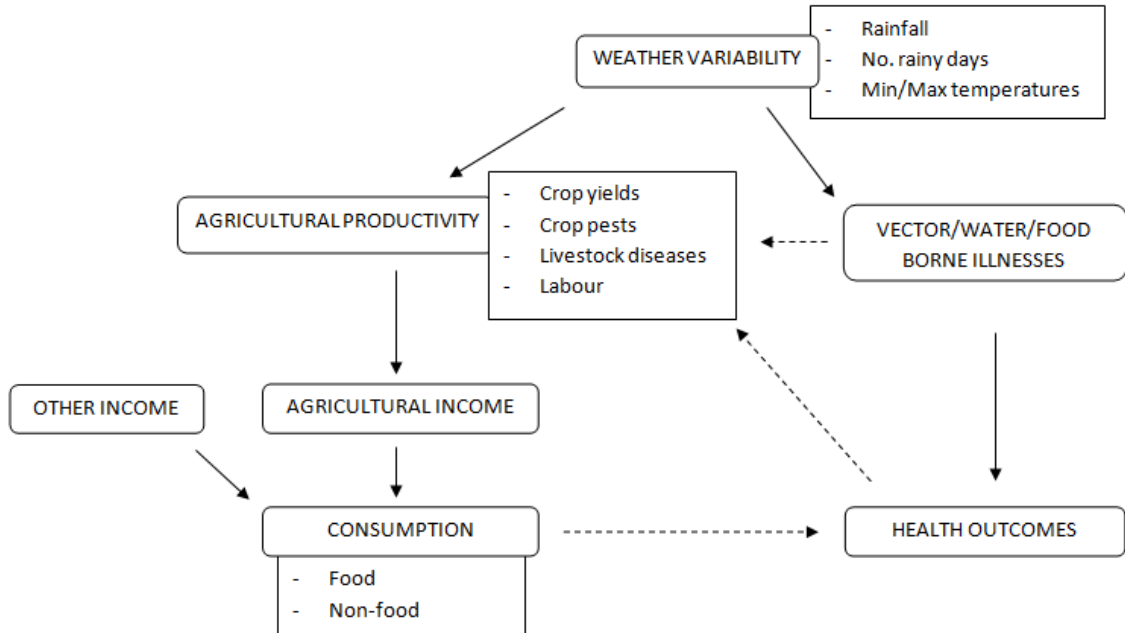 WEATHER VARIABILITY
- Rainfall
- No. rainy days
- Min/Max temperatures
AGRICULTURAL PRODUCTIVITY
- Crop yields
- Crop pests
- Livestock diseases
- Labour
VECTOR/WATER/FOOD
BORNE ILLNESSES
OTHER INCOME
AGRICULTURAL INCOME
CONSUMPTION
- Food
- Non-food
HEALTH OUTCOMES